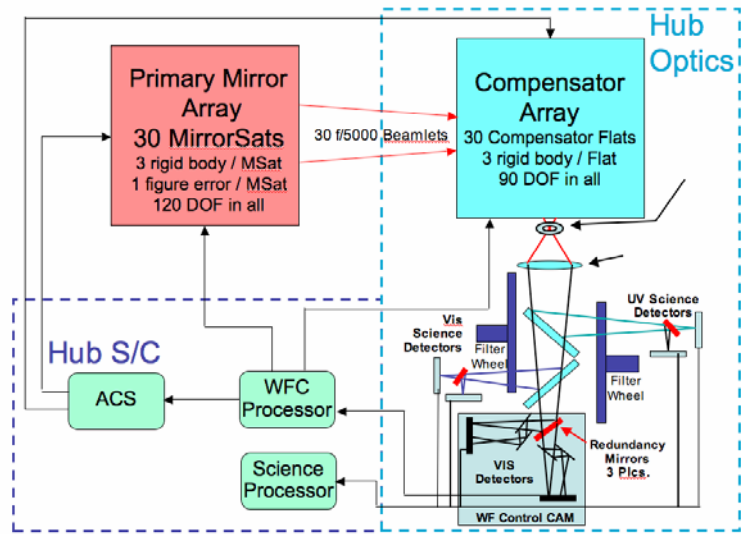 Hub
Optics
Primary Mirror
Array
30 MirrorSats
3 rigid body / MSat
1 figure error / MSat
120 DOF in all
30 f/5000 Beamlets
Compensator
Array
30 Compensator Flats
3 rigid body / Flat
90 DOF in all
UV Science
Detectors
Vis
Science
Detectors
Filter
Wheel
Filter
Wheel
Hub S/C
ACS
WFC
Processor
Science
Processor
Redundancy
Mirrors
3 Plcs.
VIS
Detectors
WF Control CAM